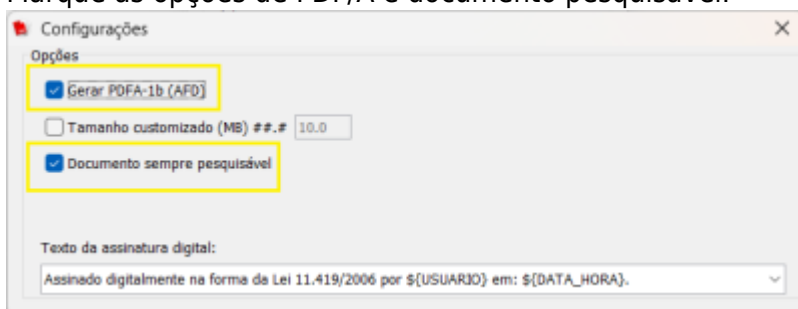 Marque as opções de PDF/A e documento pesquisável.
Configurações
Opções
Gerar PDFA-1b (AFD)
Tamanho customizado (MB) ##.# 10.0
Documento sempre pesquisável
Texto da assinatura digital:
Assinado digitalmente na forma da Lei 11.419/2006 por ${USUARIO} em: ${DATA_HORA}.